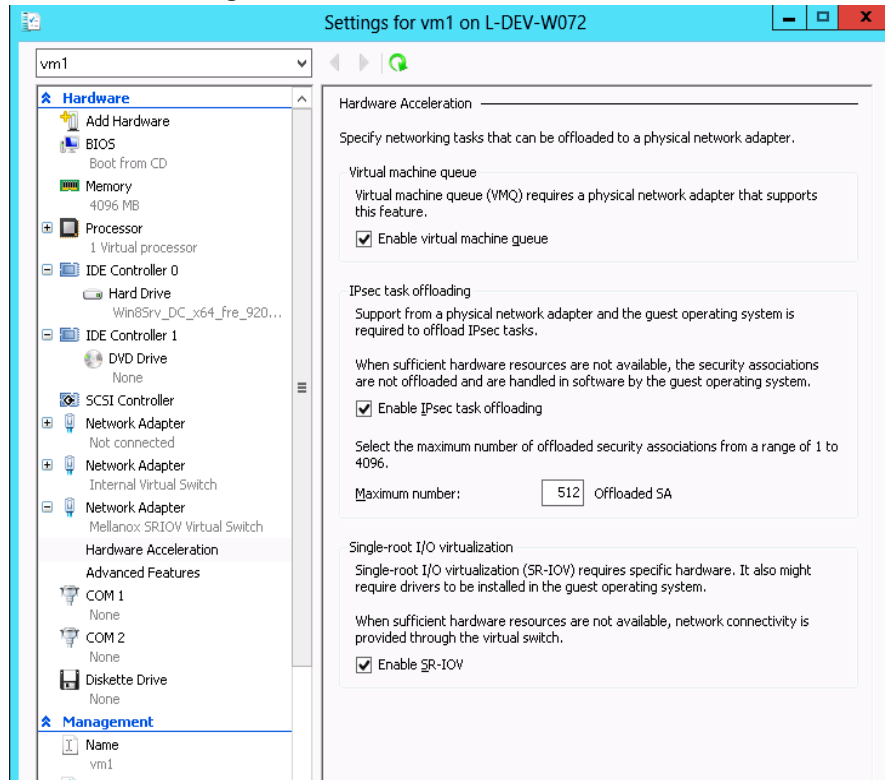 Settings for vm1 on L-DEV-W072
vm1
Hardware
Add Hardware
BIOS
Boot from CD
Memory
4096 MB
Processor
1 Virtual processor
IDE Controller 0
Hard Drive
Win8Srv_DC_x64_fre_920...
IDE Controller 1
DVD Drive
None
SCSI Controller
Network Adapter
Not connected
Network Adapter
Internal Virtual Switch
Network Adapter
Mellanox SRIOV Virtual Switch
Hardware Acceleration
Advanced Features
COM 1
None
COM 2
None
Diskette Drive
None
Management
Name
vm1
Hardware Acceleration
Specify networking tasks that can be offloaded to a physical network adapter.
Virtual machine queue
Virtual machine queue (VMQ) requires a physical network adapter that supports
this feature.
Enable virtual machine queue
IPsec task offloading
Support from a physical network adapter and the guest operating system is
required to offload IPsec tasks.
When sufficient hardware resources are not available, the security associations
are not offloaded and are handled in software by the guest operating system.
Enable IPsec task offloading
Select the maximum number of offloaded security associations from a range of 1 to
4096.
Maximum number: 512 Offloaded SA
Single-root I/O virtualization
Single-root I/O virtualization (SR-IOV) requires specific hardware. It also might
require drivers to be installed in the guest operating system.
When sufficient hardware resources are not available, network connectivity is
provided through the virtual switch.
Enable SR-IOV